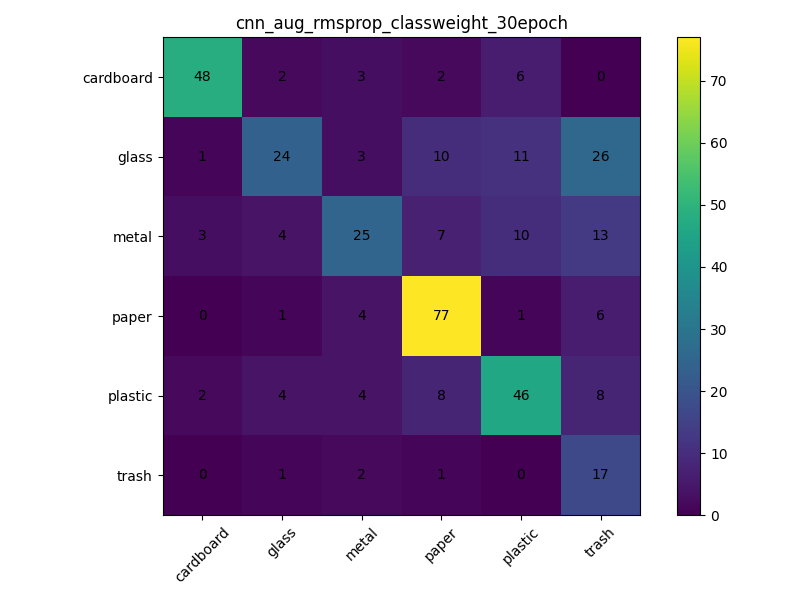 cnn_aug_rmsprop_classweight_30epoch
cardboard 48 2 3 2 6 0
glass 1 24 3 10 11 26
metal 3 4 25 7 10 13
paper 0 1 4 77 1 6
plastic 2 4 4 8 46 8
trash 0 1 2 1 0 17
cardboard glass metal paper plastic trash
70
60
50
40
30
20
10
0